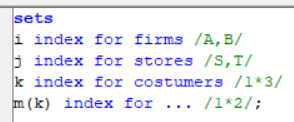 sets
i index for firms /A,B/
j index for stores /S,T/
k index for costumers /1*3/
m(k) index for ... /1*2/;